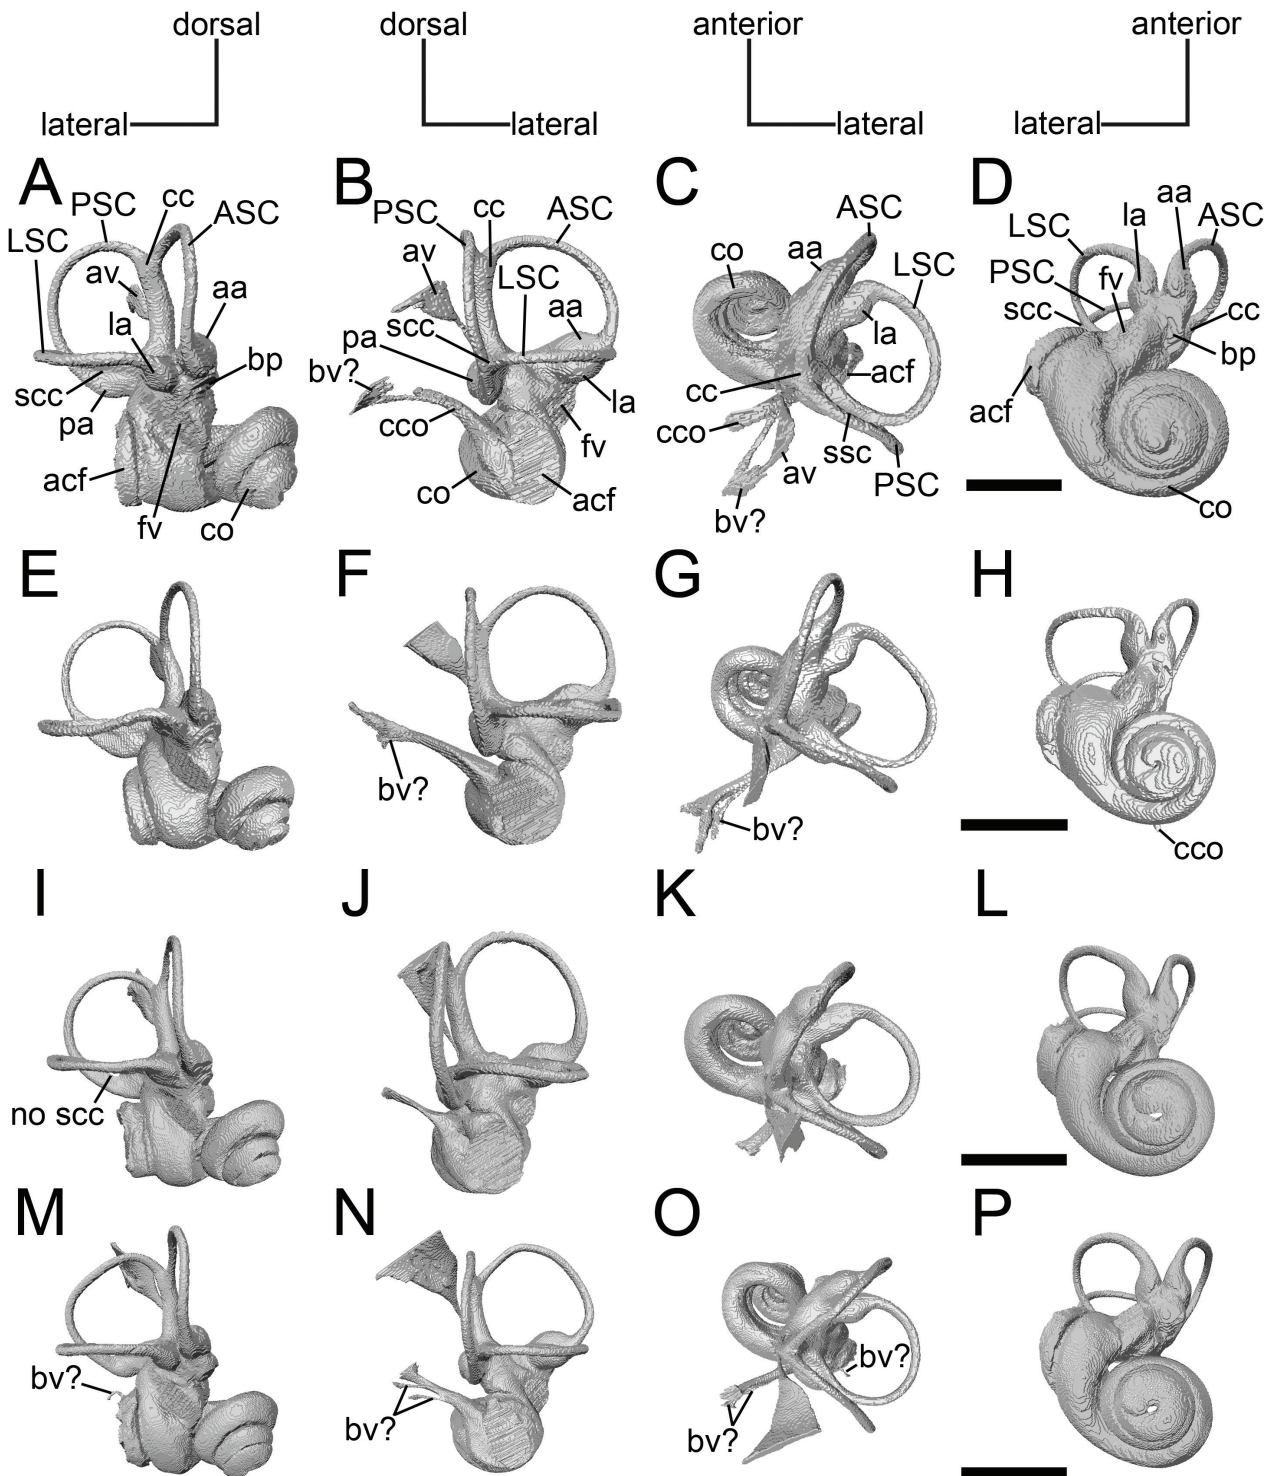 dorsal dorsal anterior anterior
lateral lateral lateral lateral
A B C D
PSC cc ASC LSC av la aa bp scc pa acf fv co
PSC cc ASC av LSC aa scc pa bv? cco la fv co acf
ASC aa co LSC la acf cc cco ssc av PSC bv?
aa la ASC LSC PSC fv scc cc bp acf co
E F G H
bv? bv? cco
I J K L
no scc
M N O P
bv? bv? bv? bv?